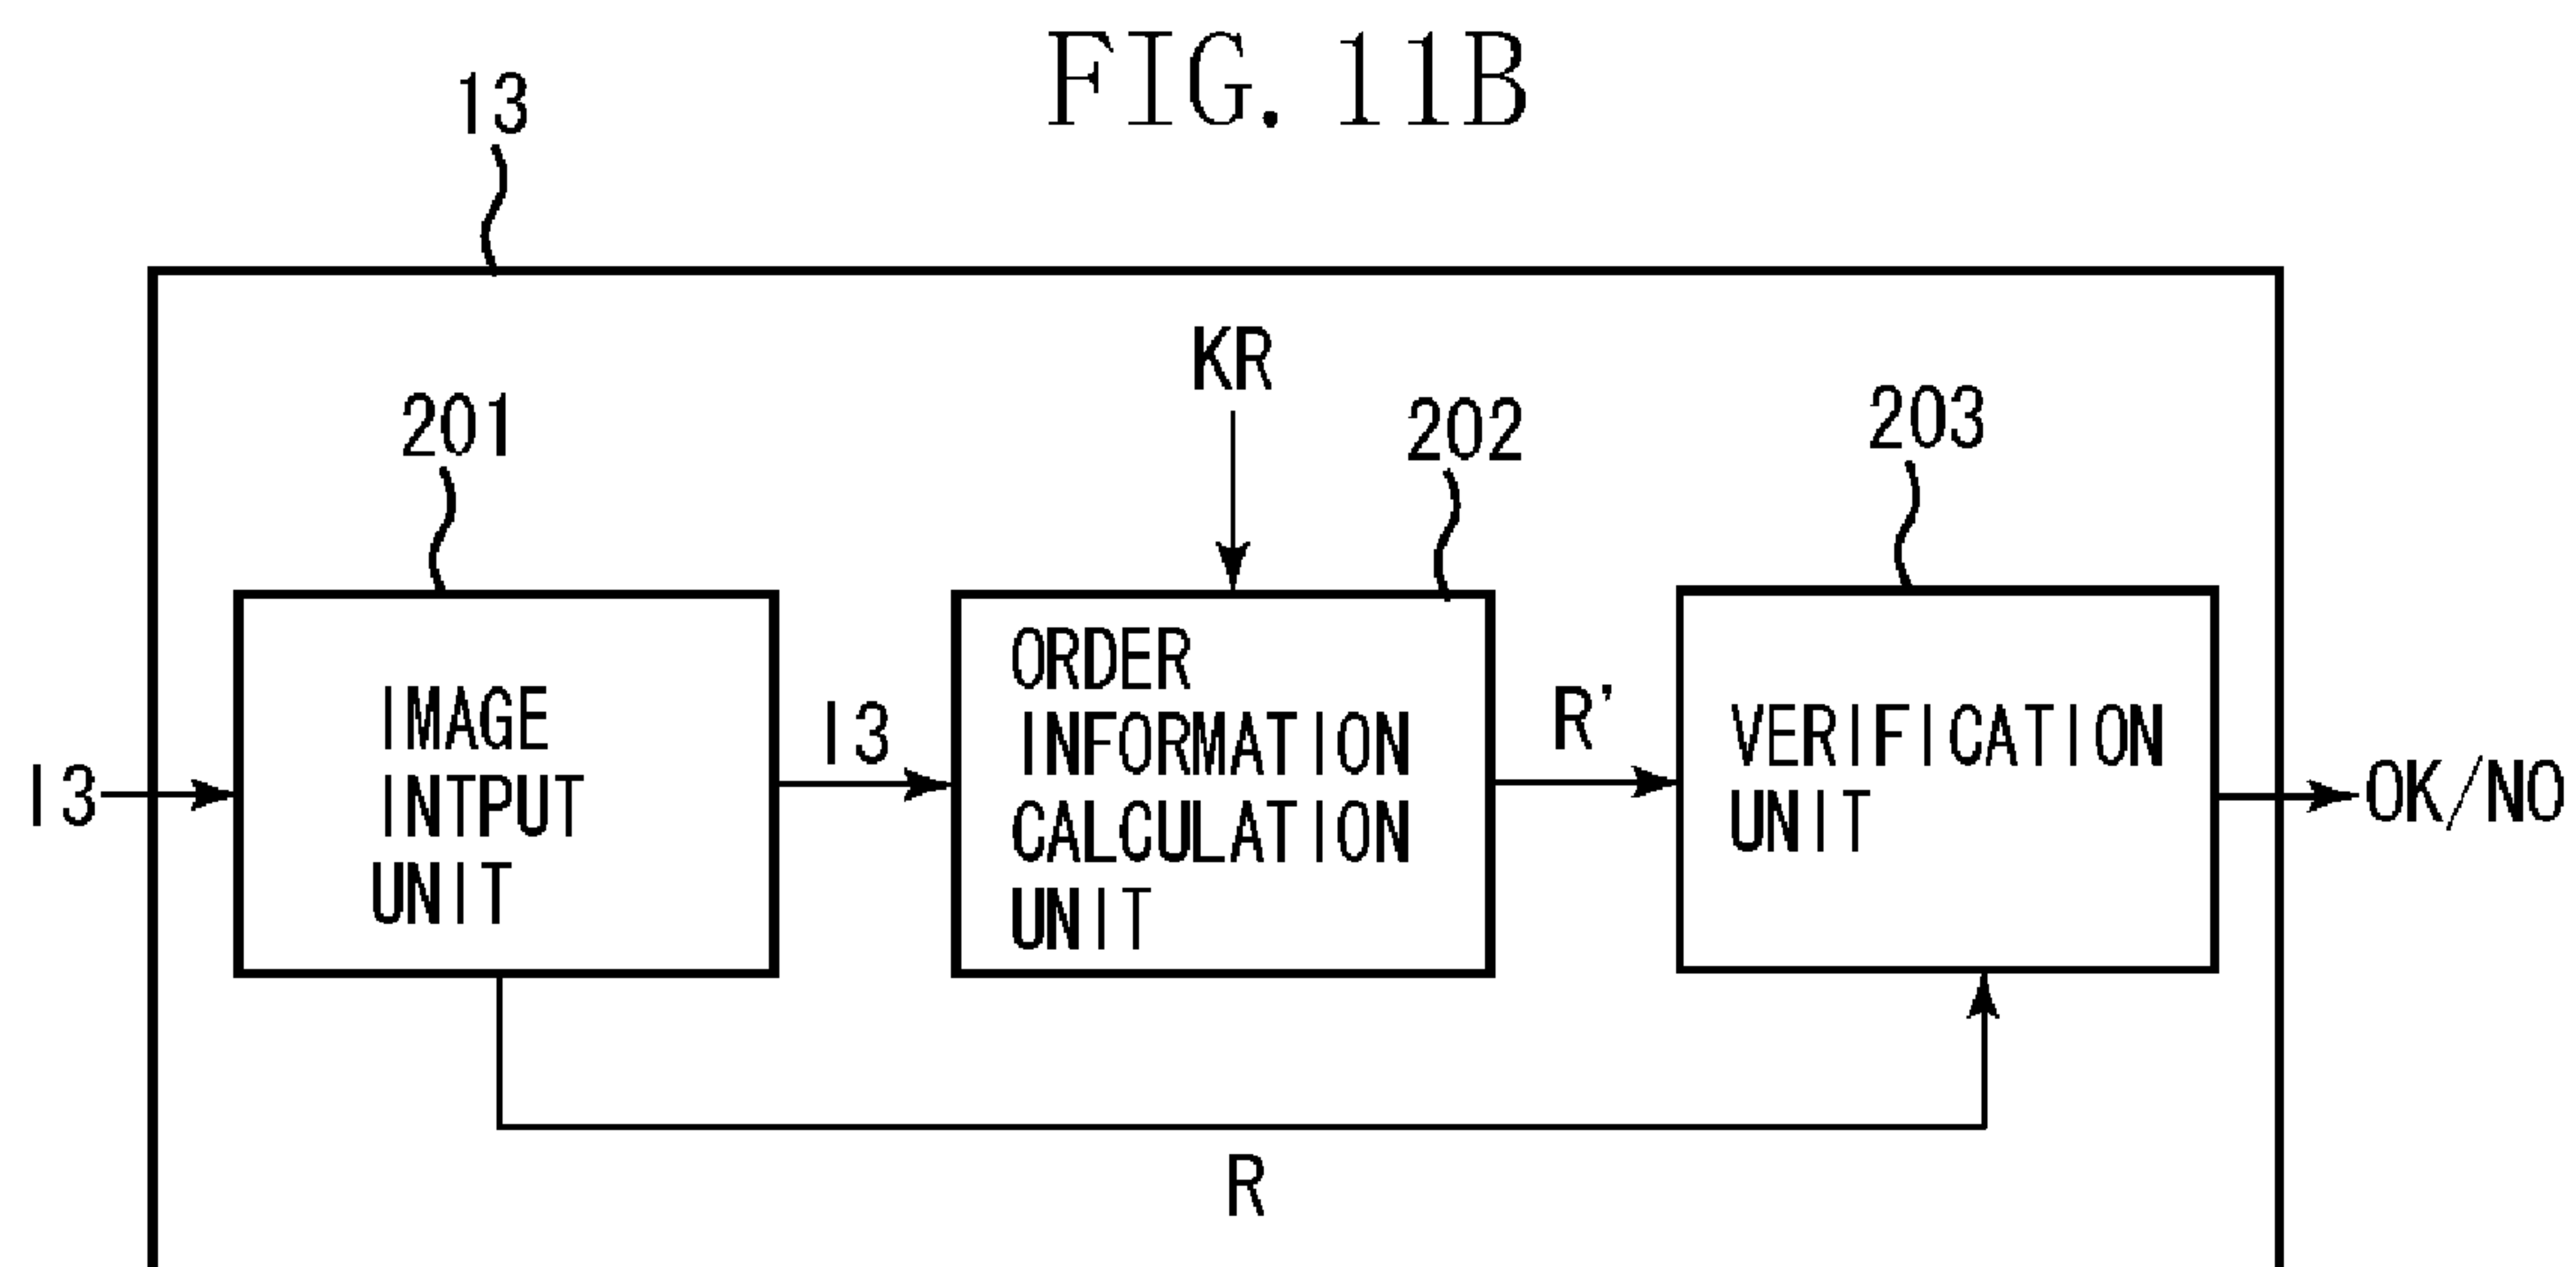 FIG. 11B
13
KR
201
202
203
IMAGE
INTPUT
UNIT
ORDER
INFORMATION
CALCULATION
UNIT
VERIFICATION
UNIT
I3
I3
R'
OK/NO
R